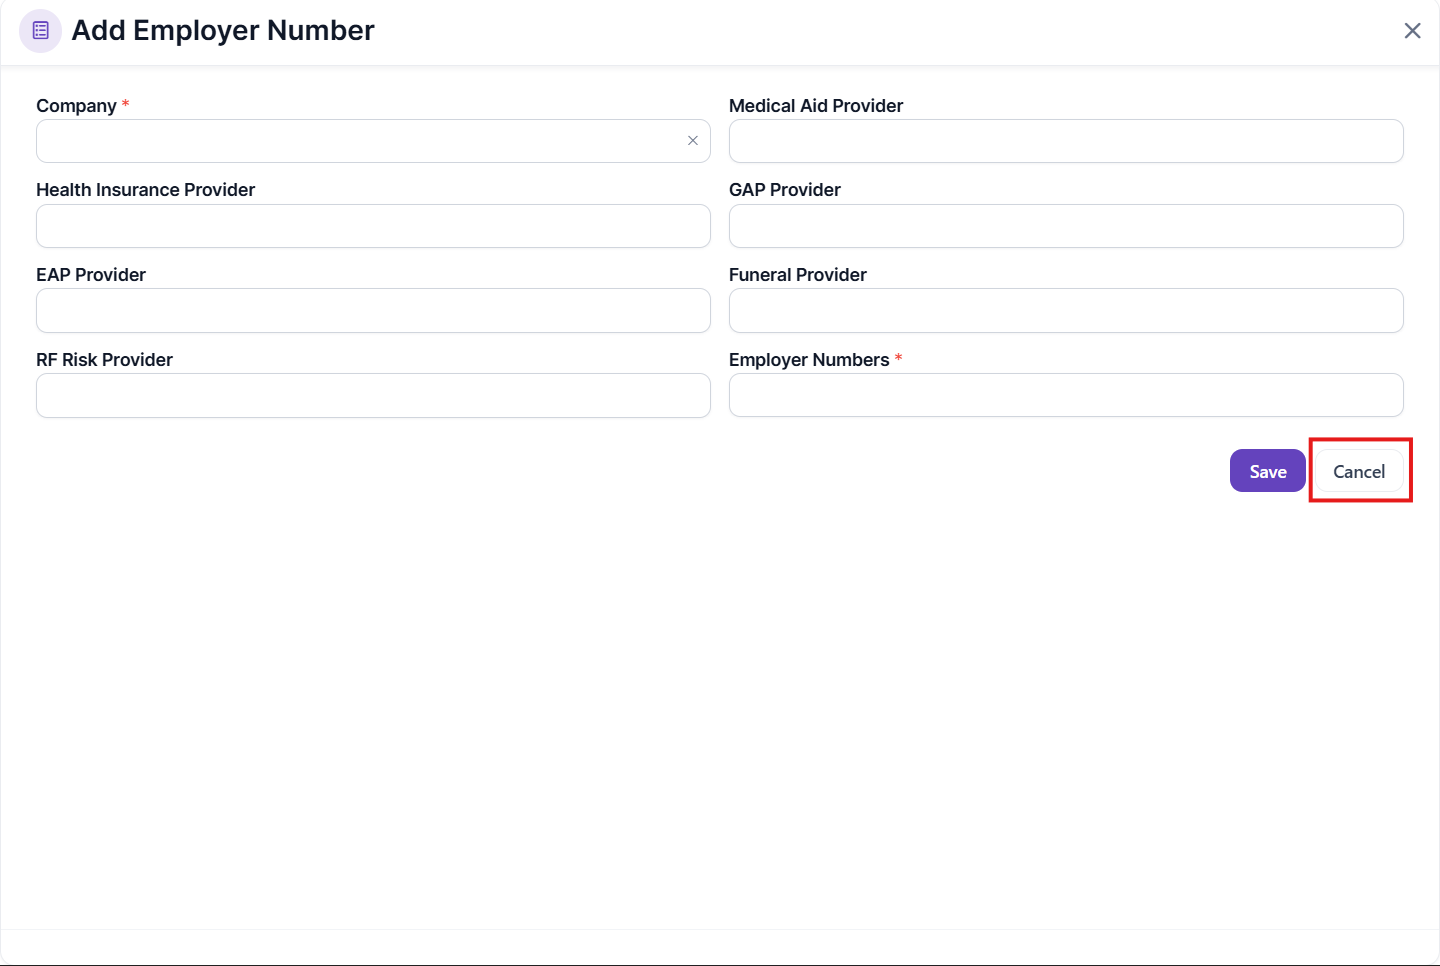 Add Employer Number
Company *
Medical Aid Provider
Health Insurance Provider
GAP Provider
EAP Provider
Funeral Provider
RF Risk Provider
Employer Numbers *
Save
Cancel